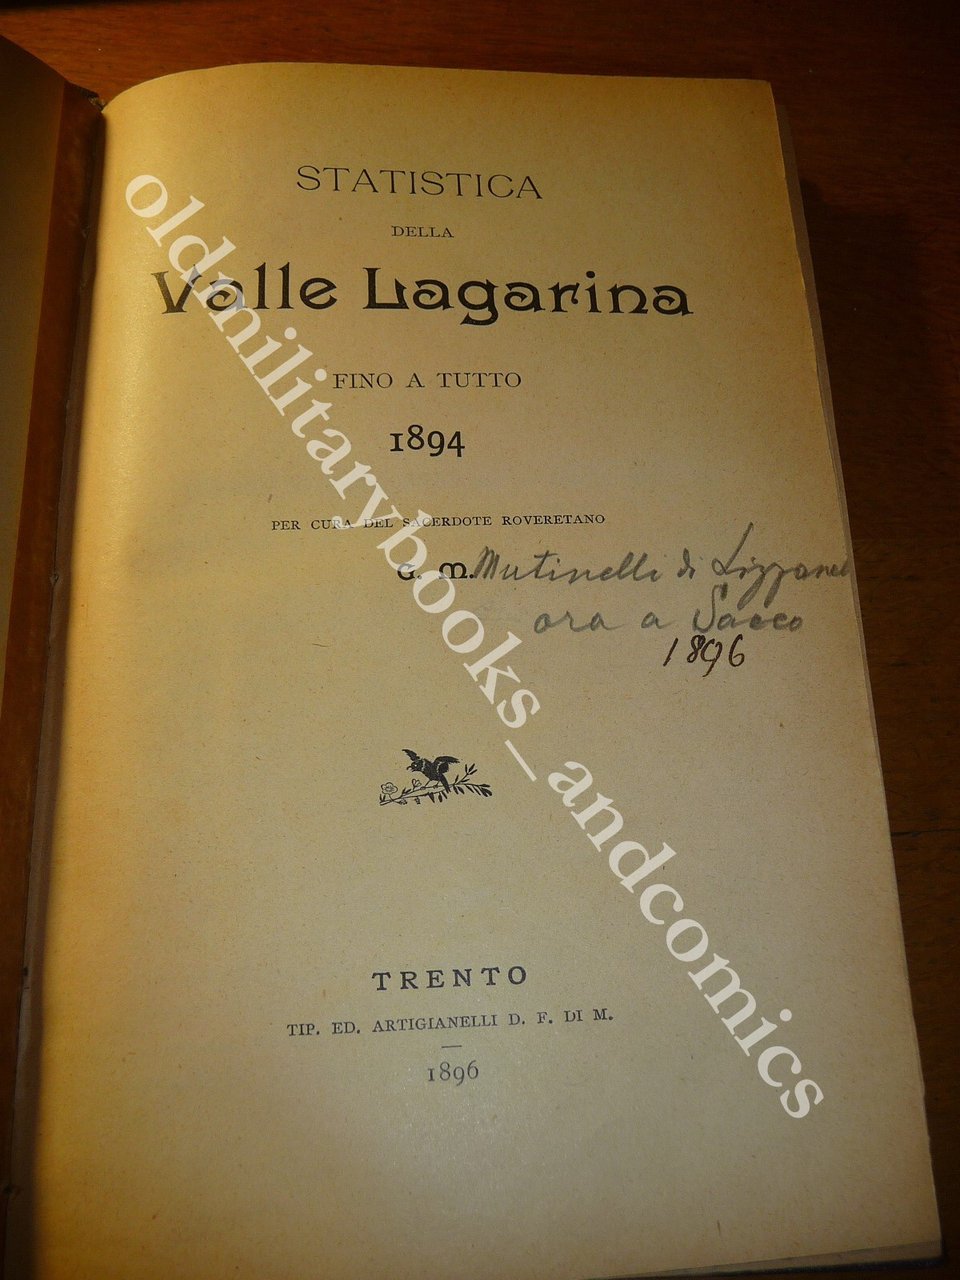 STATISTICA
DELLA
Valle Lagarina
FINO A TUTTO
1894
PER CURA DEL SACERDOTE ROVERETANO
G. M. Mutinelli di Lizzanel
ora a Sacco
1896
TRENTO
TIP. ED. ARTIGIANELLI D. F. DI M.
1896
oldmilitarybooks_andcomics